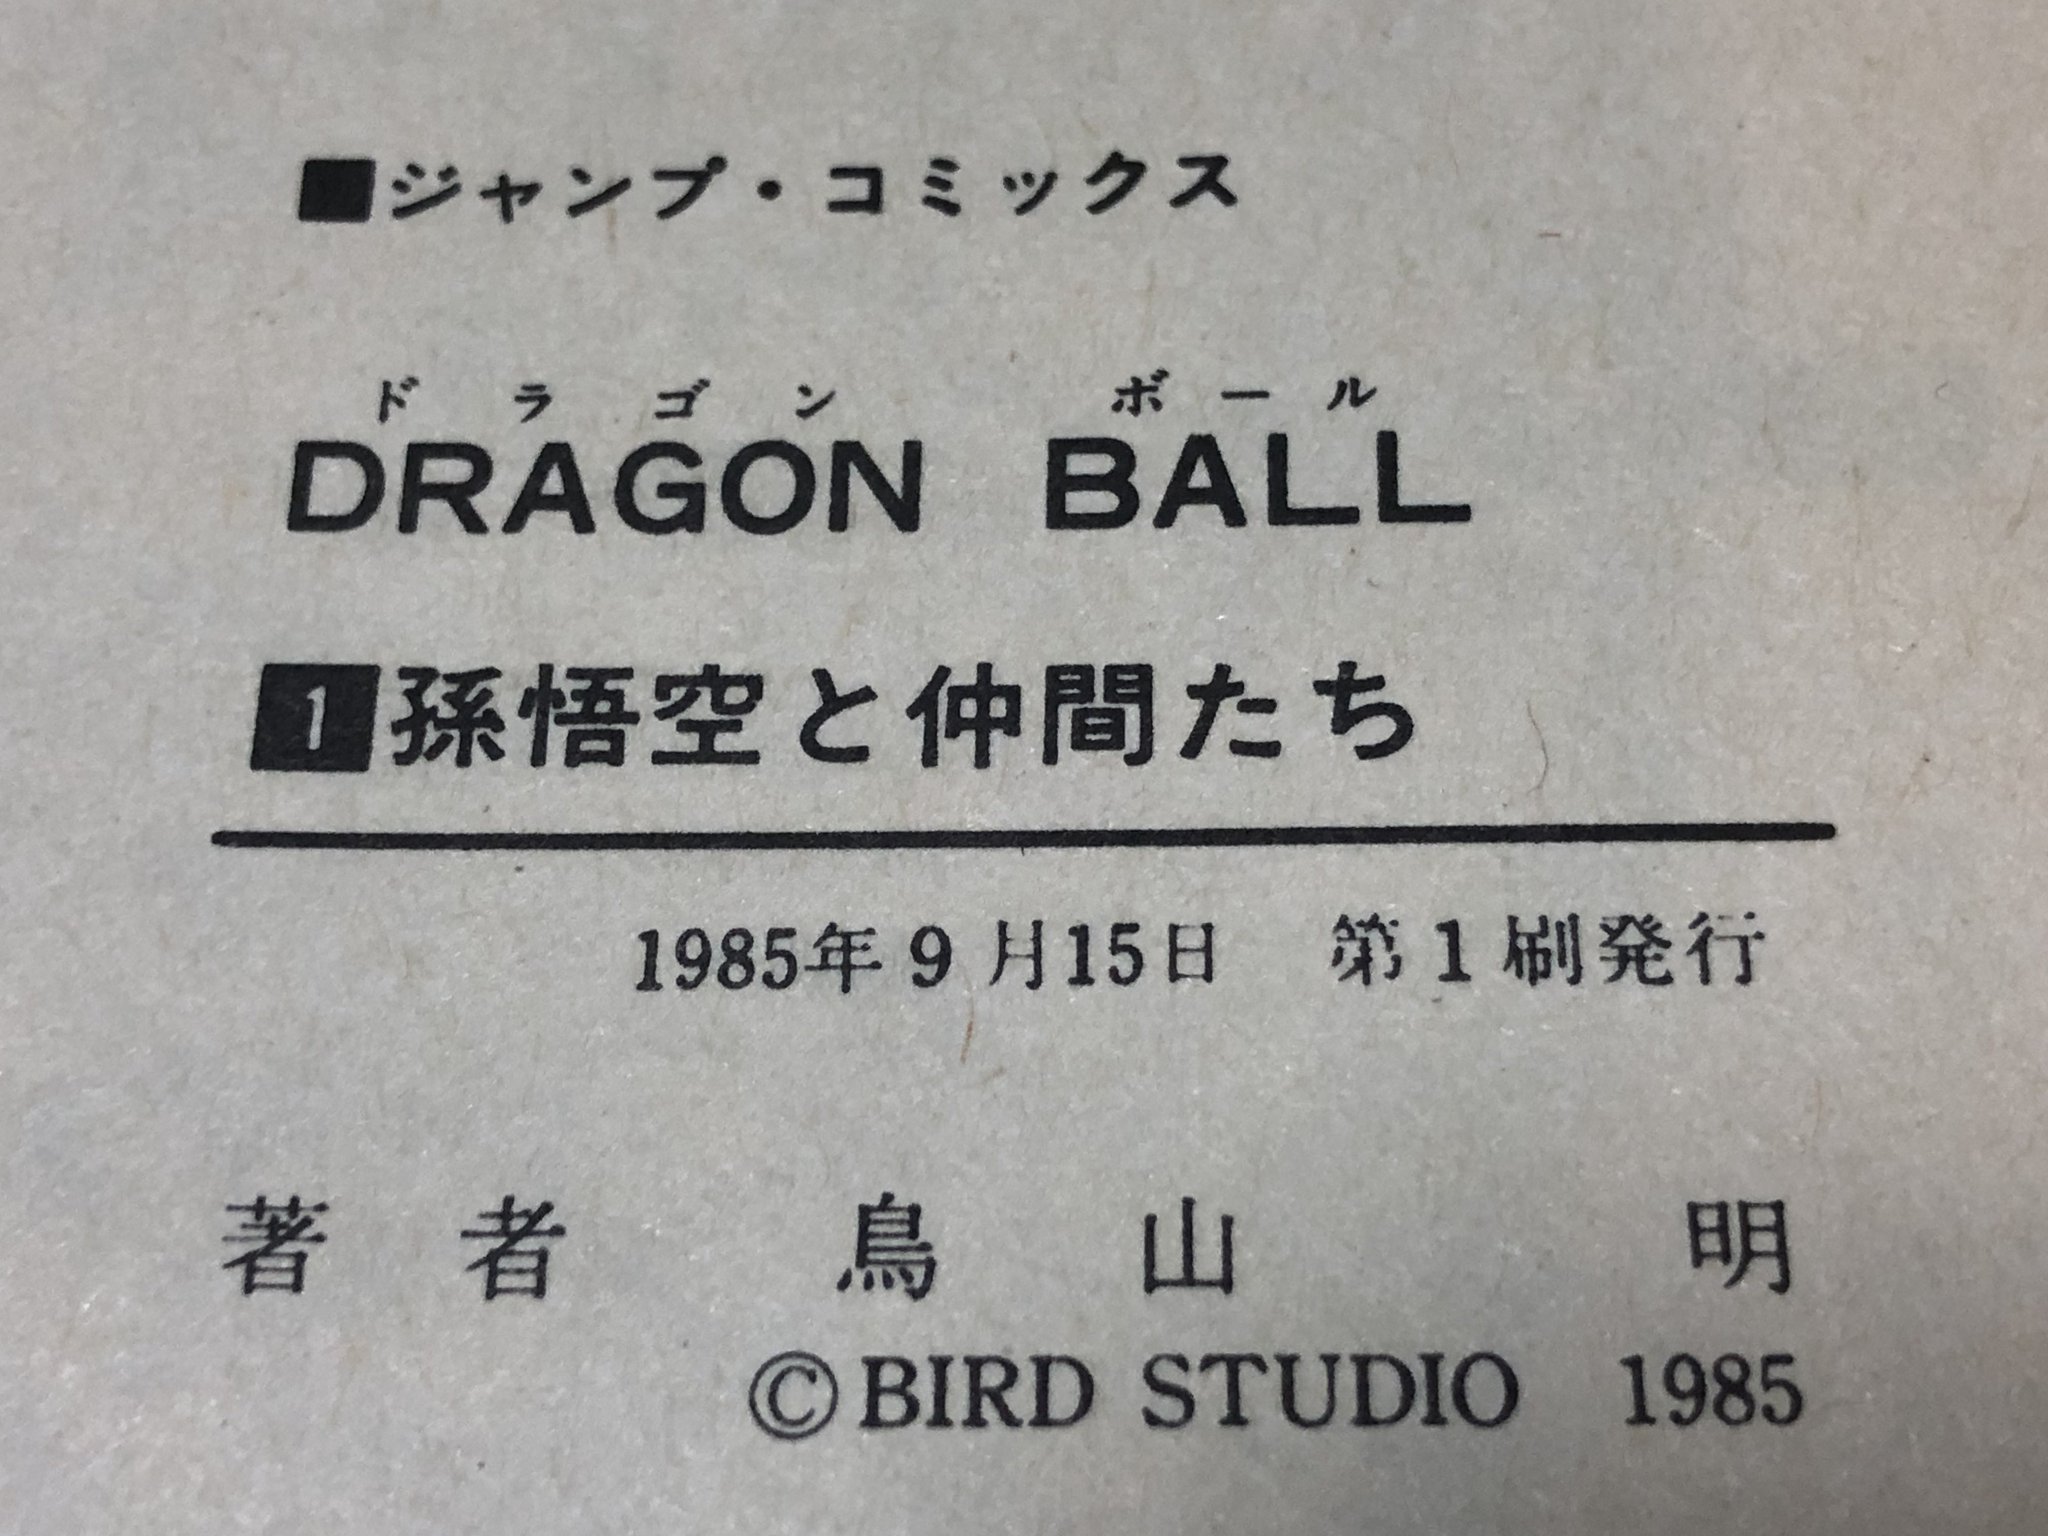 ■ジャンプ・コミックス
ドラゴン ボール
DRAGON BALL
1孫悟空と仲間たち
1985年9月15日 第1刷発行
著者 鳥山明
©BIRD STUDIO 1985